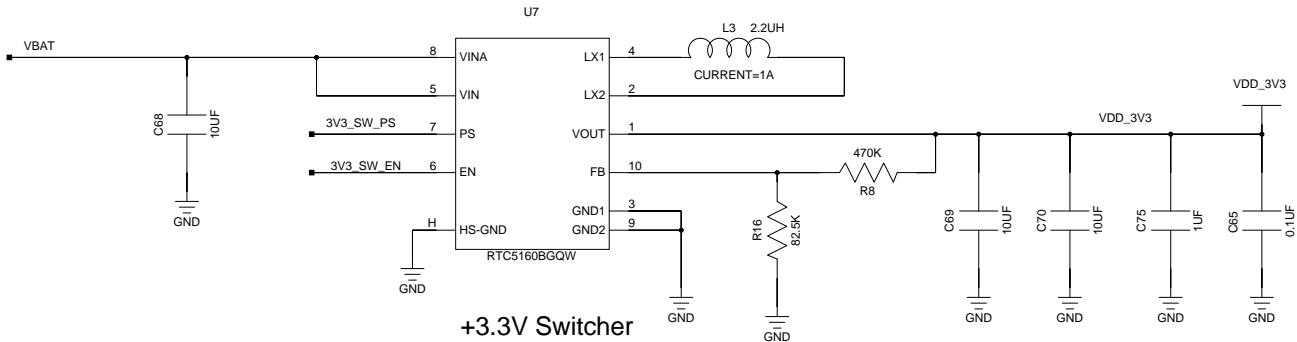 U7
L3 2.2UH
VBAT
8 VINA LX1 4
CURRENT=1A
5 VIN LX2 2
VDD_3V3
C68 10UF
3V3_SW_PS 7 PS VOUT 1
VDD_3V3
3V3_SW_EN 6 EN FB 10
470K
R8
GND
GND1 3
H HS-GND GND2 9
R16 82.5K
C69 10UF
C70 10UF
C75 1UF
C65 0.1UF
RTC5160BGQW
GND
GND
GND
GND
GND
GND
GND
+3.3V Switcher